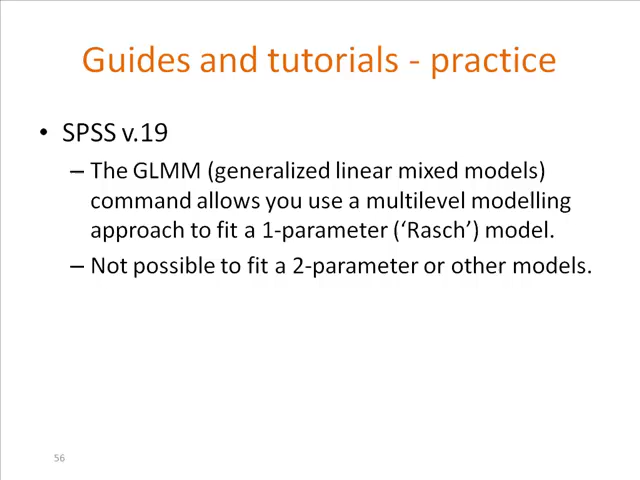 Guides and tutorials - practice
• SPSS v.19
– The GLMM (generalized linear mixed models)
command allows you use a multilevel modelling
approach to fit a 1-parameter (‘Rasch’) model.
– Not possible to fit a 2-parameter or other models.
56